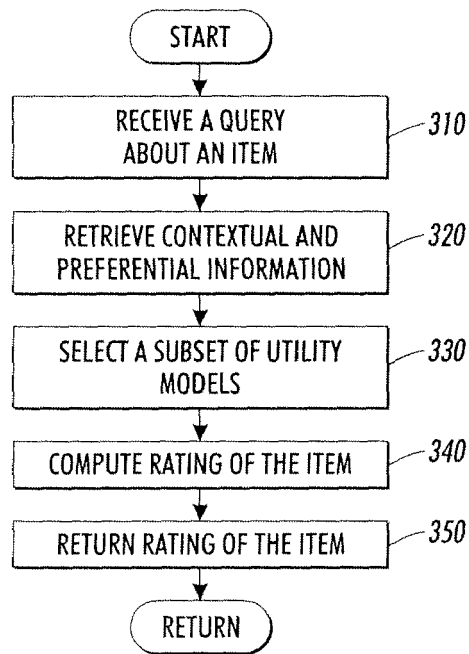 START
RECEIVE A QUERY
ABOUT AN ITEM
310
RETRIEVE CONTEXTUAL AND
PREFERENTIAL INFORMATION
320
SELECT A SUBSET OF UTILITY
MODELS
330
COMPUTE RATING OF THE ITEM
340
RETURN RATING OF THE ITEM
350
RETURN